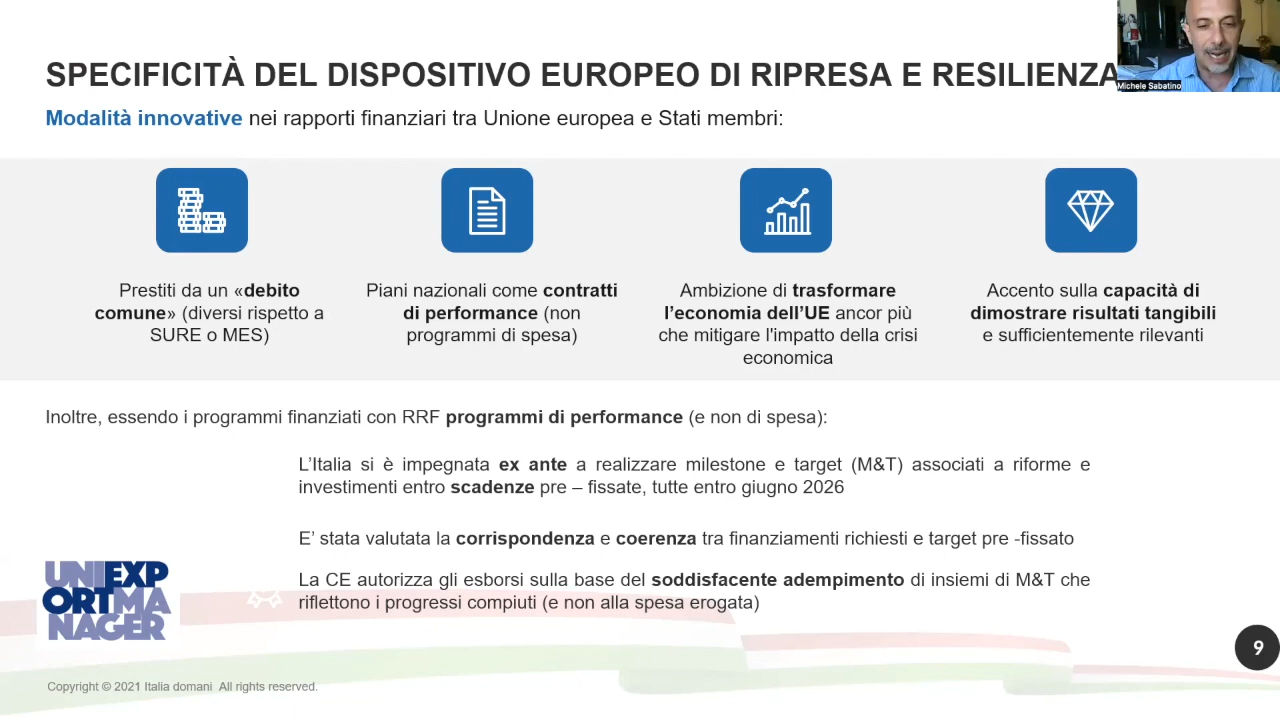 SPECIFICITÀ DEL DISPOSITIVO EUROPEO DI RIPRESA E RESILIENZA
Michele Sabatino
Modalità innovative nei rapporti finanziari tra Unione europea e Stati membri:
Prestiti da un «debito
comune» (diversi rispetto a
SURE o MES)
Piani nazionali come contratti
di performance (non
programmi di spesa)
Ambizione di trasformare
l’economia dell’UE ancor più
che mitigare l'impatto della crisi
economica
Accento sulla capacità di
dimostrare risultati tangibili
e sufficientemente rilevanti
Inoltre, essendo i programmi finanziati con RRF programmi di performance (e non di spesa):
L’Italia si è impegnata ex ante a realizzare milestone e target (M&T) associati a riforme e
investimenti entro scadenze pre – fissate, tutte entro giugno 2026
E’ stata valutata la corrispondenza e coerenza tra finanziamenti richiesti e target pre -fissato
La CE autorizza gli esborsi sulla base del soddisfacente adempimento di insiemi di M&T che
riflettono i progressi compiuti (e non alla spesa erogata)
UNIEXP
ORTMA
NAGER
9
Copyright © 2021 Italia domani All rights reserved.